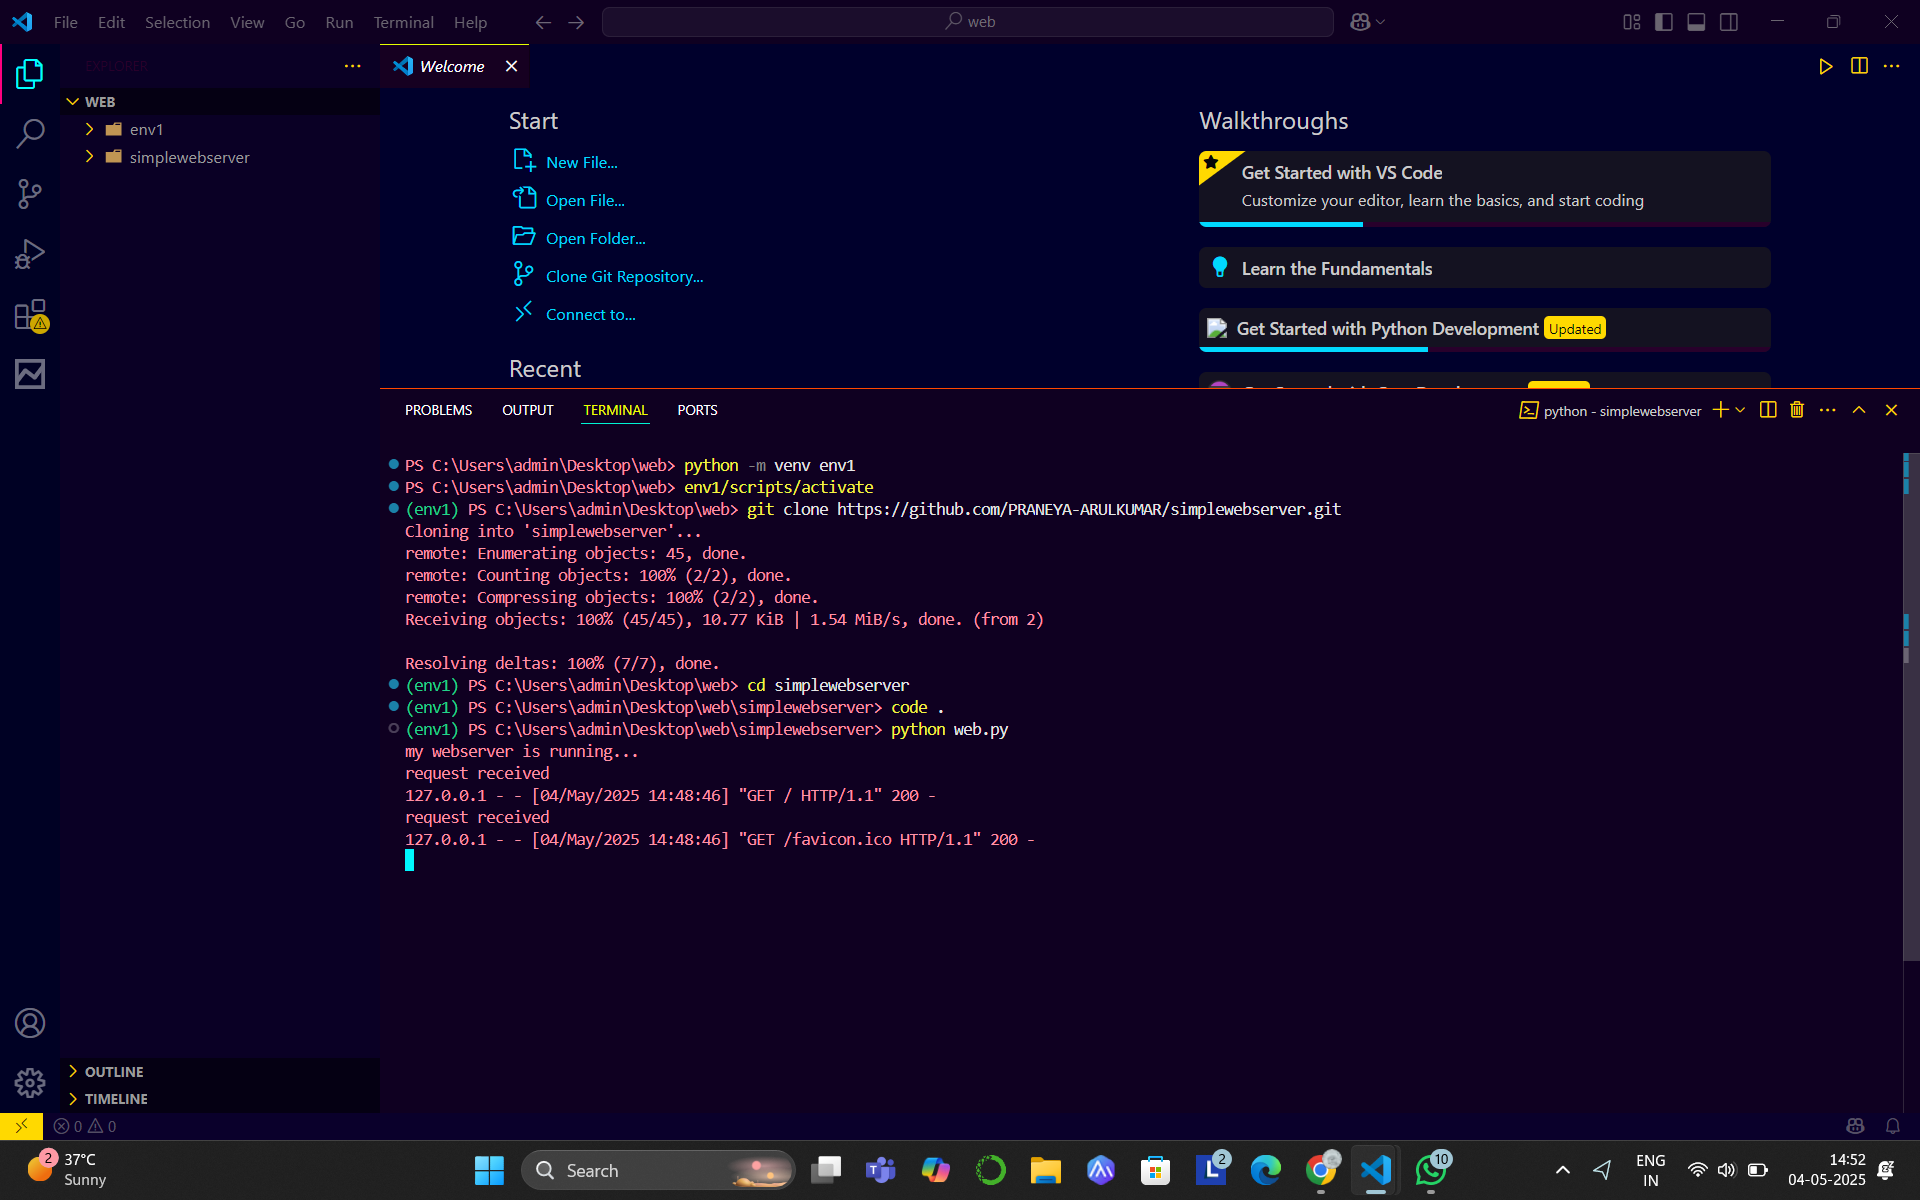 File Edit Selection View Go Run Terminal Help
web
EXPLORER
Welcome
WEB
env1
simplewebserver
Start
New File...
Open File...
Open Folder...
Clone Git Repository...
Connect to...
Recent
Walkthroughs
Get Started with VS Code
Customize your editor, learn the basics, and start coding
Learn the Fundamentals
Get Started with Python Development Updated
PROBLEMS OUTPUT TERMINAL PORTS
python - simplewebserver
PS C:\Users\admin\Desktop\web> python -m venv env1
PS C:\Users\admin\Desktop\web> env1/scripts/activate
(env1) PS C:\Users\admin\Desktop\web> git clone https://github.com/PRANEYA-ARULKUMAR/simplewebserver.git
Cloning into 'simplewebserver'...
remote: Enumerating objects: 45, done.
remote: Counting objects: 100% (2/2), done.
remote: Compressing objects: 100% (2/2), done.
Receiving objects: 100% (45/45), 10.77 KiB | 1.54 MiB/s, done. (from 2)
Resolving deltas: 100% (7/7), done.
(env1) PS C:\Users\admin\Desktop\web> cd simplewebserver
(env1) PS C:\Users\admin\Desktop\web\simplewebserver> code .
(env1) PS C:\Users\admin\Desktop\web\simplewebserver> python web.py
my webserver is running...
request received
127.0.0.1 - - [04/May/2025 14:48:46] "GET / HTTP/1.1" 200 -
request received
127.0.0.1 - - [04/May/2025 14:48:46] "GET /favicon.ico HTTP/1.1" 200 -
OUTLINE
TIMELINE
0 0
2
37°C
Sunny
Search
2
10
ENG
IN
14:52
04-05-2025